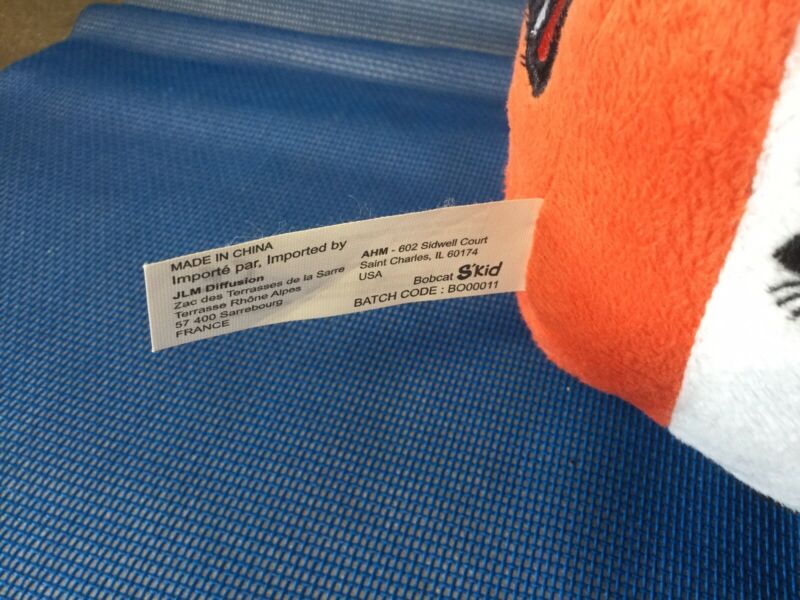 MADE IN CHINA
Importé par, Imported by
JLM Diffusion
Zac des Terrasses de la Sarre
Terrasse Rhône Alpes
57 400 Sarrebourg
FRANCE
AHM - 602 Sidwell Court
Saint Charles, IL 60174
USA
Bobcat S'kid
BATCH CODE : BO00011